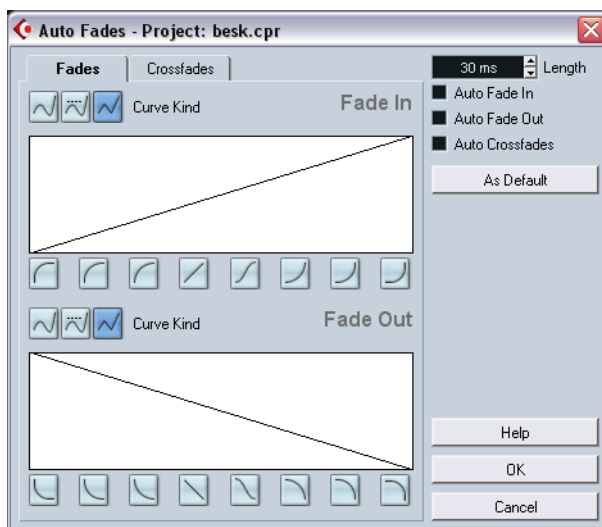 Auto Fades - Project: besk.cpr
Fades
Crossfades
Curve Kind
Fade In
Curve Kind
Fade Out
30 ms
Length
Auto Fade In
Auto Fade Out
Auto Crossfades
As Default
Help
OK
Cancel